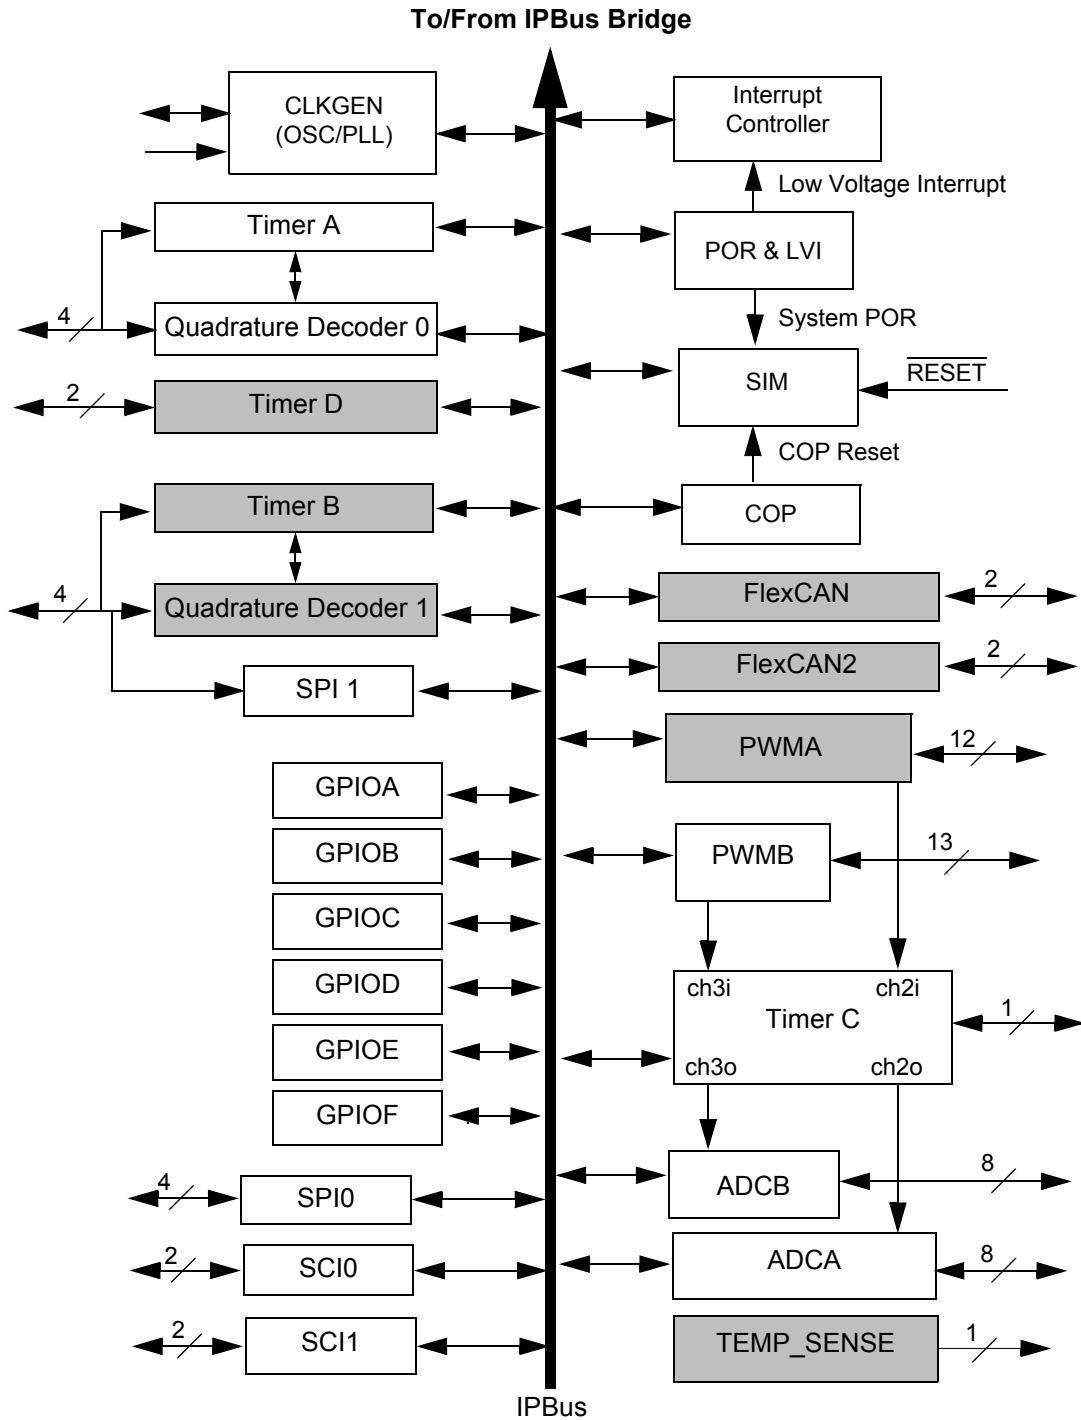 To/From IPBus Bridge
CLKGEN
(OSC/PLL)
Timer A
4
Quadrature Decoder 0
2
Timer D
Timer B
4
Quadrature Decoder 1
SPI 1
GPIOA
GPIOB
GPIOC
GPIOD
GPIOE
GPIOF
4
SPI0
2
SCI0
2
SCI1
Interrupt
Controller
Low Voltage Interrupt
POR & LVI
System POR
SIM
RESET
COP Reset
COP
FlexCAN
2
FlexCAN2
2
PWMA
12
PWMB
13
ch3i
ch2i
Timer C
1
ch3o
ch2o
ADCB
8
ADCA
8
TEMP_SENSE
1
IPBus